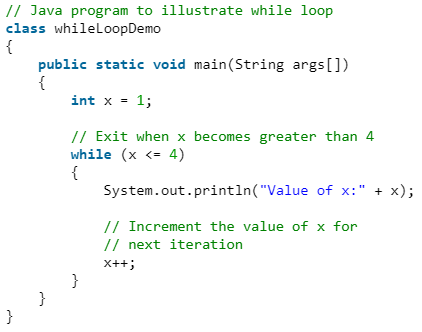 // Java program to illustrate while loop
class whileLoopDemo
{
    public static void main(String args[])
    {
        int x = 1;

        // Exit when x becomes greater than 4
        while (x <= 4)
        {
            System.out.println("Value of x:" + x);

            // Increment the value of x for
            // next iteration
            x++;
        }
    }
}